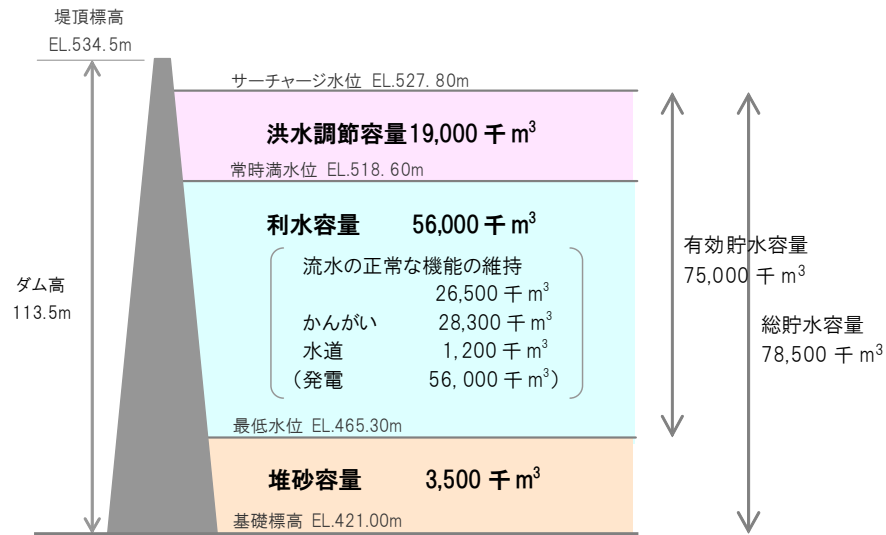 堤頂標高
EL.534.5m
サーチャージ水位 EL.527.80m
洪水調節容量19,000 千 m³
常時満水位 EL.518.60m
利水容量 56,000 千 m³
流水の正常な機能の維持
26,500 千 m³
かんがい 28,300 千 m³
水道 1,200 千 m³
(発電 56,000 千 m³)
最低水位 EL.465.30m
堆砂容量 3,500 千 m³
基礎標高 EL.421.00m
ダム高
113.5m
有効貯水容量
75,000 千 m³
総貯水容量
78,500 千 m³